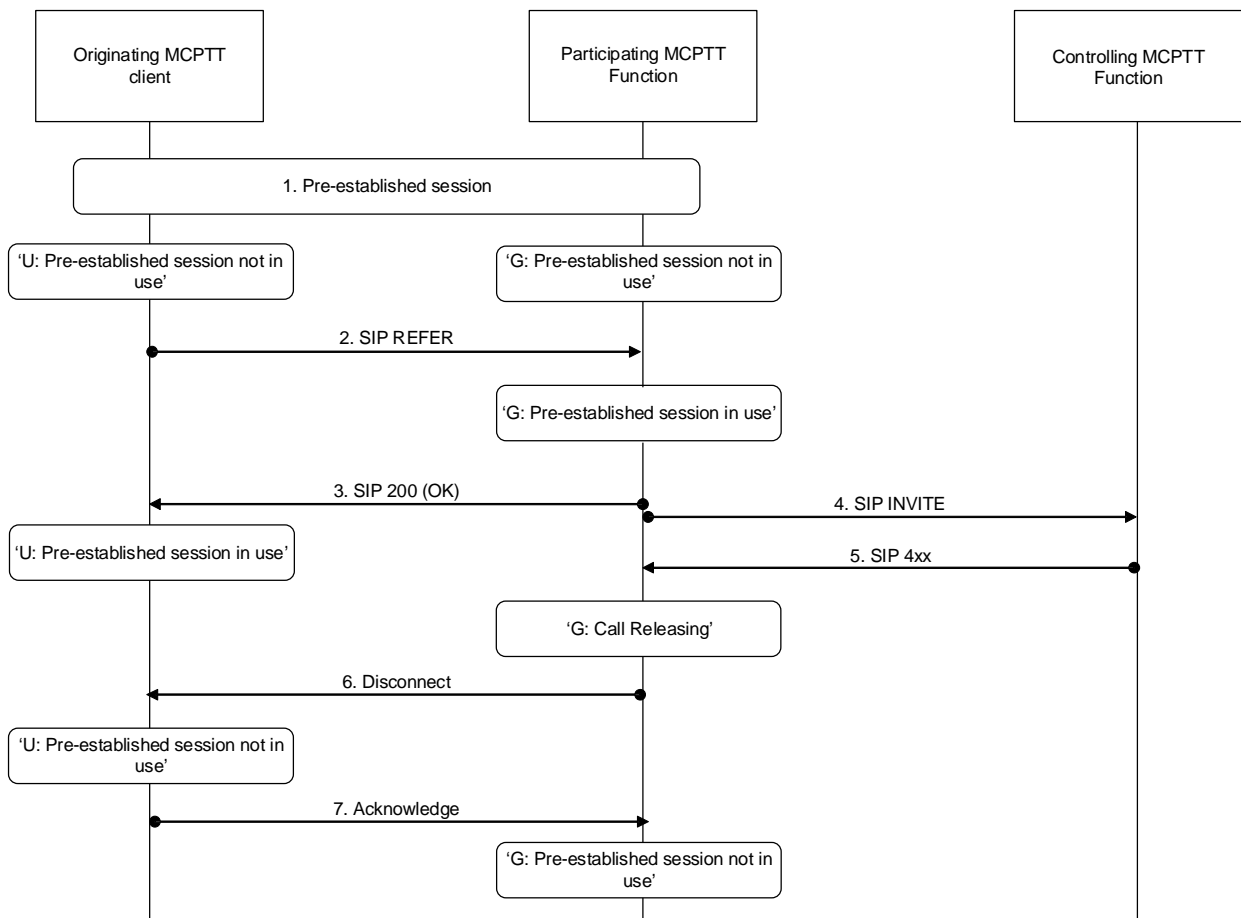 Originating MCPTT
client
Participating MCPTT
Function
Controlling MCPTT
Function
1. Pre-established session
‘U: Pre-established session not in
use’
‘G: Pre-established session not in
use’
2. SIP REFER
‘G: Pre-established session in use’
3. SIP 200 (OK)
4. SIP INVITE
‘U: Pre-established session in use’
5. SIP 4xx
‘G: Call Releasing’
6. Disconnect
‘U: Pre-established session not in
use’
7. Acknowledge
‘G: Pre-established session not in
use’